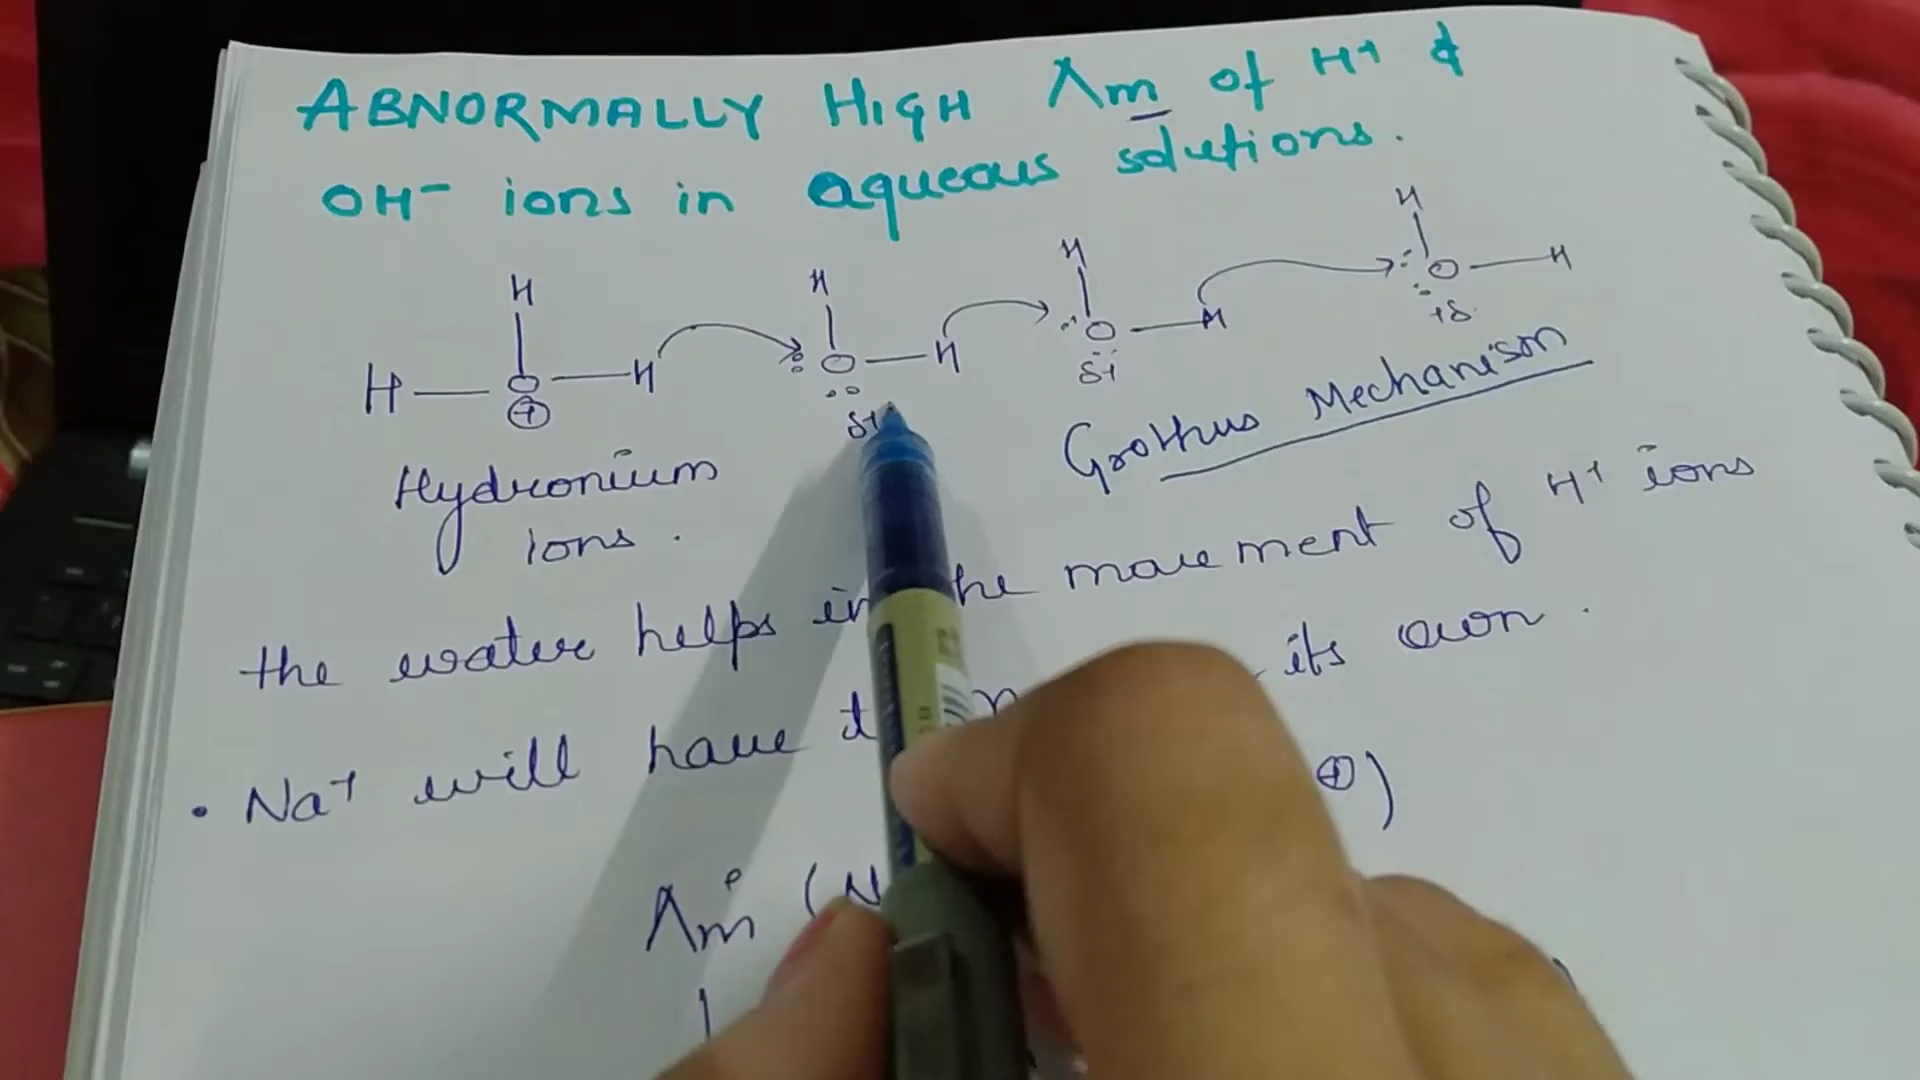 ABNORMALLY HIGH Λm of H+ &
OH- ions in aqueous solutions.
H H H H
H — O — H :O — H :O — H :O — H
⊕ δ+ δ+ +δ
Hydronium
ions.
Grothus Mechanism
the water helps in the movement of H+ ions
• Na+ will have its own.
Λm° (N ⊕)